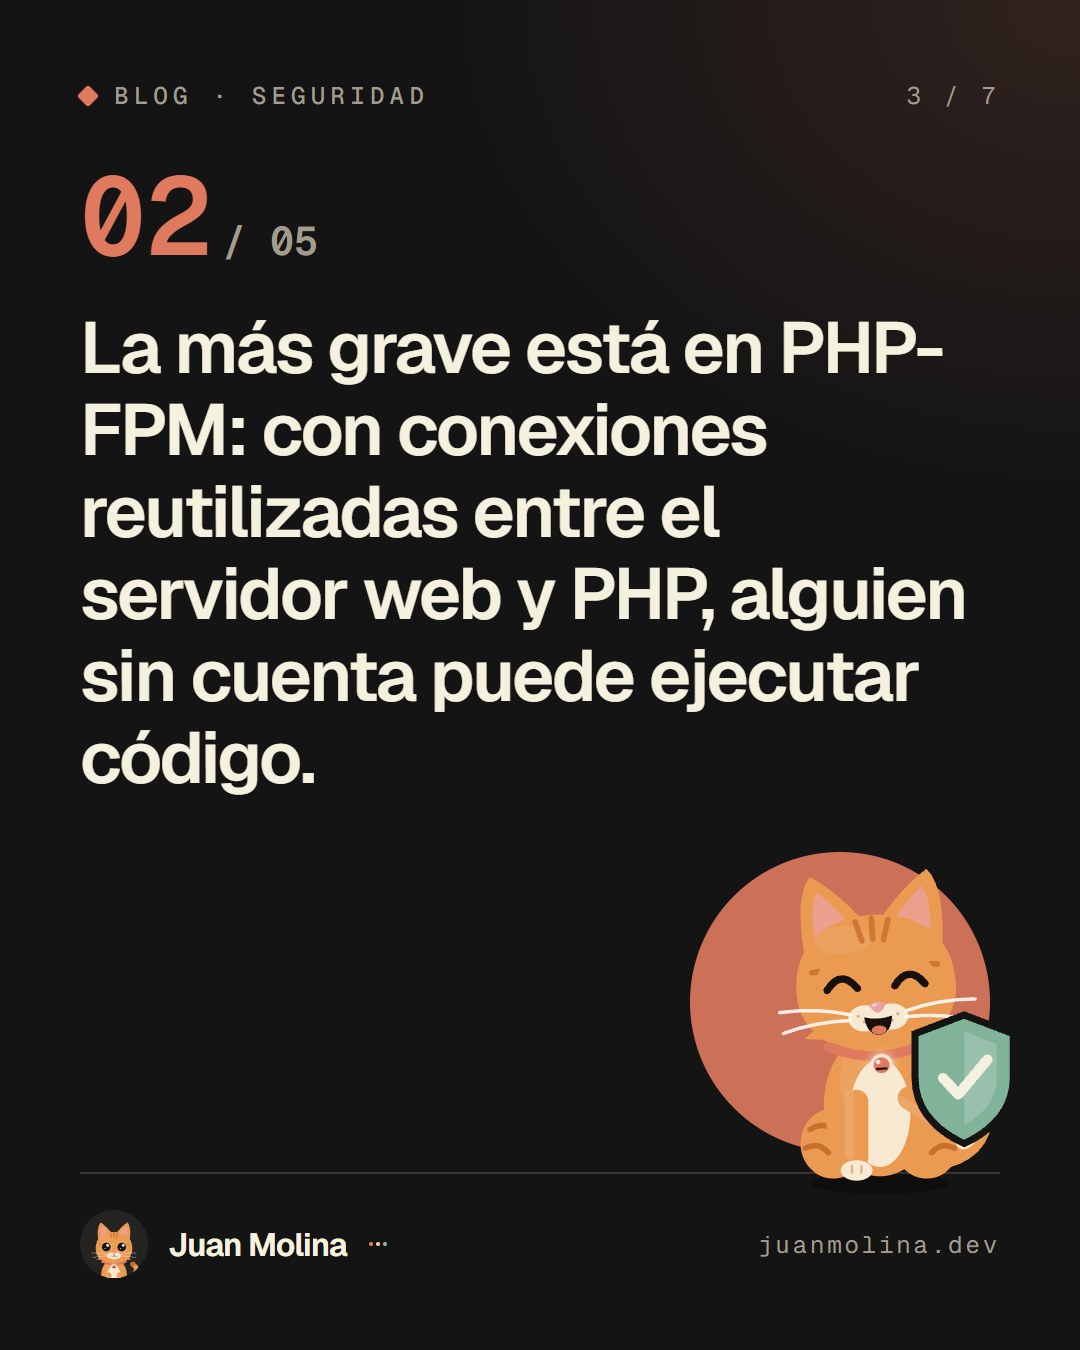 BLOG · SEGURIDAD
3 / 7
02 / 05
La más grave está en PHP-
FPM: con conexiones
reutilizadas entre el
servidor web y PHP, alguien
sin cuenta puede ejecutar
código.
Juan Molina
juanmolina.dev